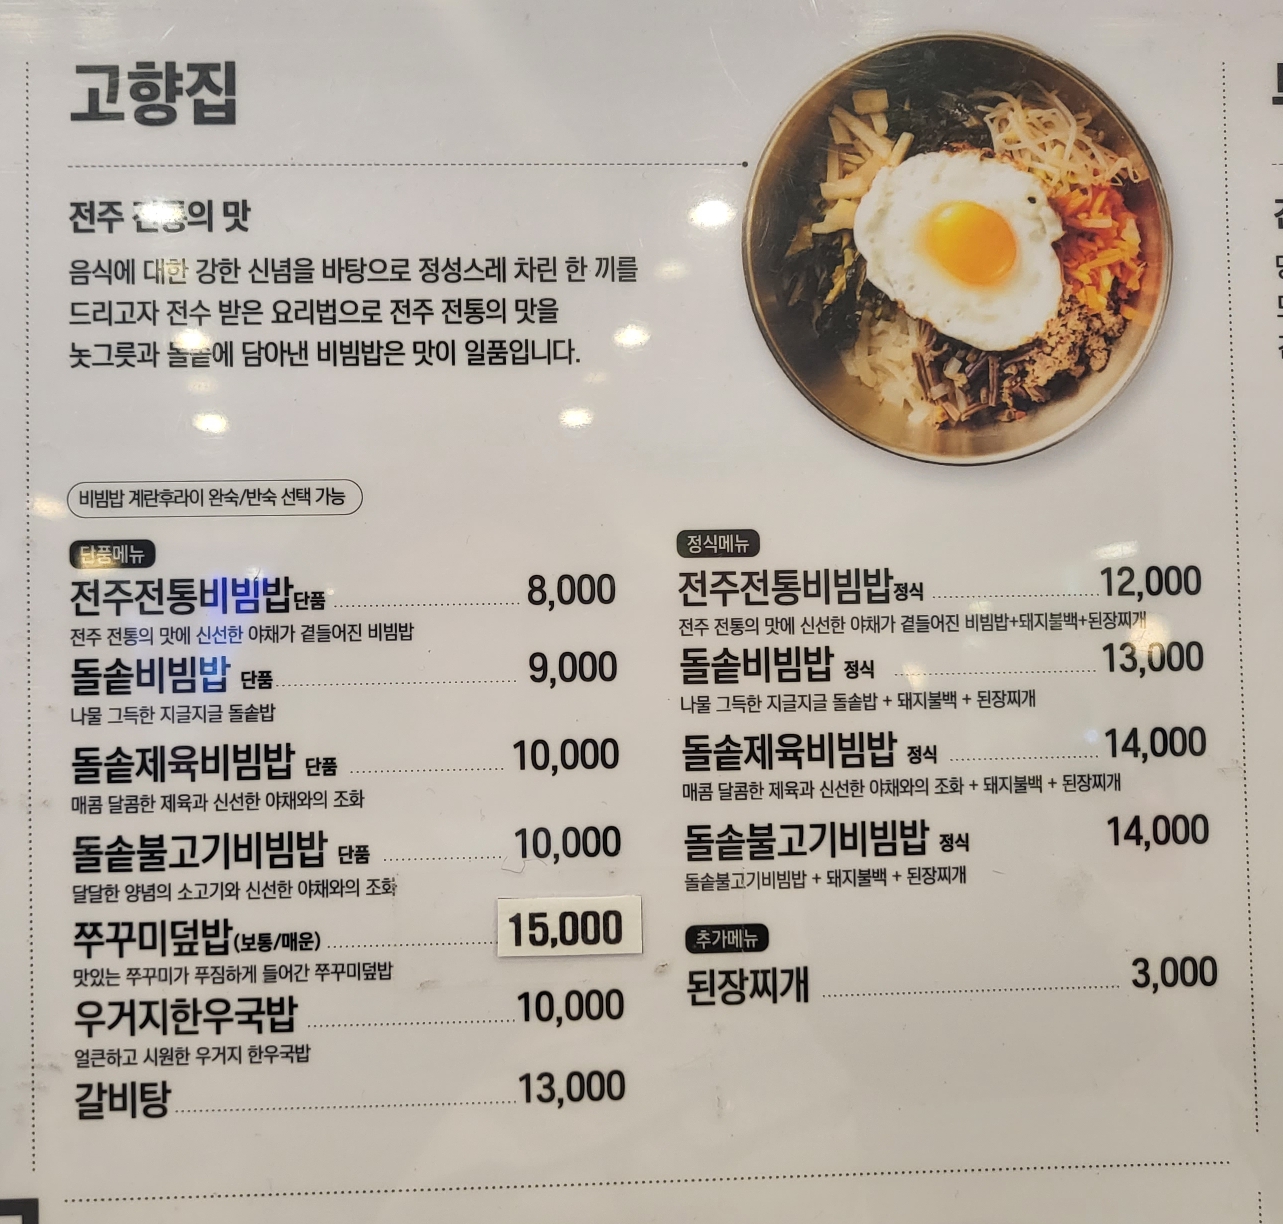 고향집
전주 전통의 맛
음식에 대한 강한 신념을 바탕으로 정성스레 차린 한 끼를
드리고자 전수 받은 요리법으로 전주 전통의 맛을
놋그릇과 돌솥에 담아낸 비빔밥은 맛이 일품입니다.
비빔밥 계란후라이 완숙/반숙 선택 가능
단품메뉴
전주전통비빔밥단품 8,000
전주 전통의 맛에 신선한 야채가 곁들어진 비빔밥
돌솥비빔밥 단품 9,000
나물 그득한 지글지글 돌솥밥
돌솥제육비빔밥 단품 10,000
매콤 달콤한 제육과 신선한 야채와의 조화
돌솥불고기비빔밥 단품 10,000
달달한 양념의 소고기와 신선한 야채와의 조화
쭈꾸미덮밥(보통/매운) 15,000
맛있는 쭈꾸미가 푸짐하게 들어간 쭈꾸미덮밥
우거지한우국밥 10,000
얼큰하고 시원한 우거지 한우국밥
갈비탕 13,000
정식메뉴
전주전통비빔밥정식 12,000
전주 전통의 맛에 신선한 야채가 곁들어진 비빔밥+돼지불백+된장찌개
돌솥비빔밥 정식 13,000
나물 그득한 지글지글 돌솥밥 + 돼지불백 + 된장찌개
돌솥제육비빔밥 정식 14,000
매콤 달콤한 제육과 신선한 야채와의 조화 + 돼지불백 + 된장찌개
돌솥불고기비빔밥 정식 14,000
돌솥불고기비빔밥 + 돼지불백 + 된장찌개
추가메뉴
된장찌개 3,000